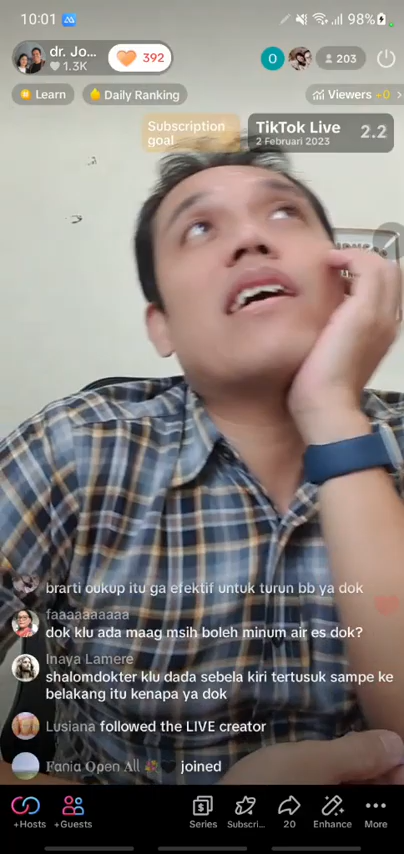 10:01
98%
dr. Jo...
1.3K
392
O
203
Learn
Daily Ranking
Viewers
0
Subscription goal
TikTok Live
2 Februari 2023
2.2
brarti oukup itu ga efektif untuk turun bb ya dok
faaaaaaaaaa
dok klu ada maag msih boleh minum air es dok?
Inaya Lamere
shalomdokter klu dada sebela kiri tertusuk sampe ke
belakang itu kenapa ya dok
Lusiana followed the LIVE creator
Fania Open All joined
+Hosts
+Guests
Series
Subscri...
20
Enhance
More